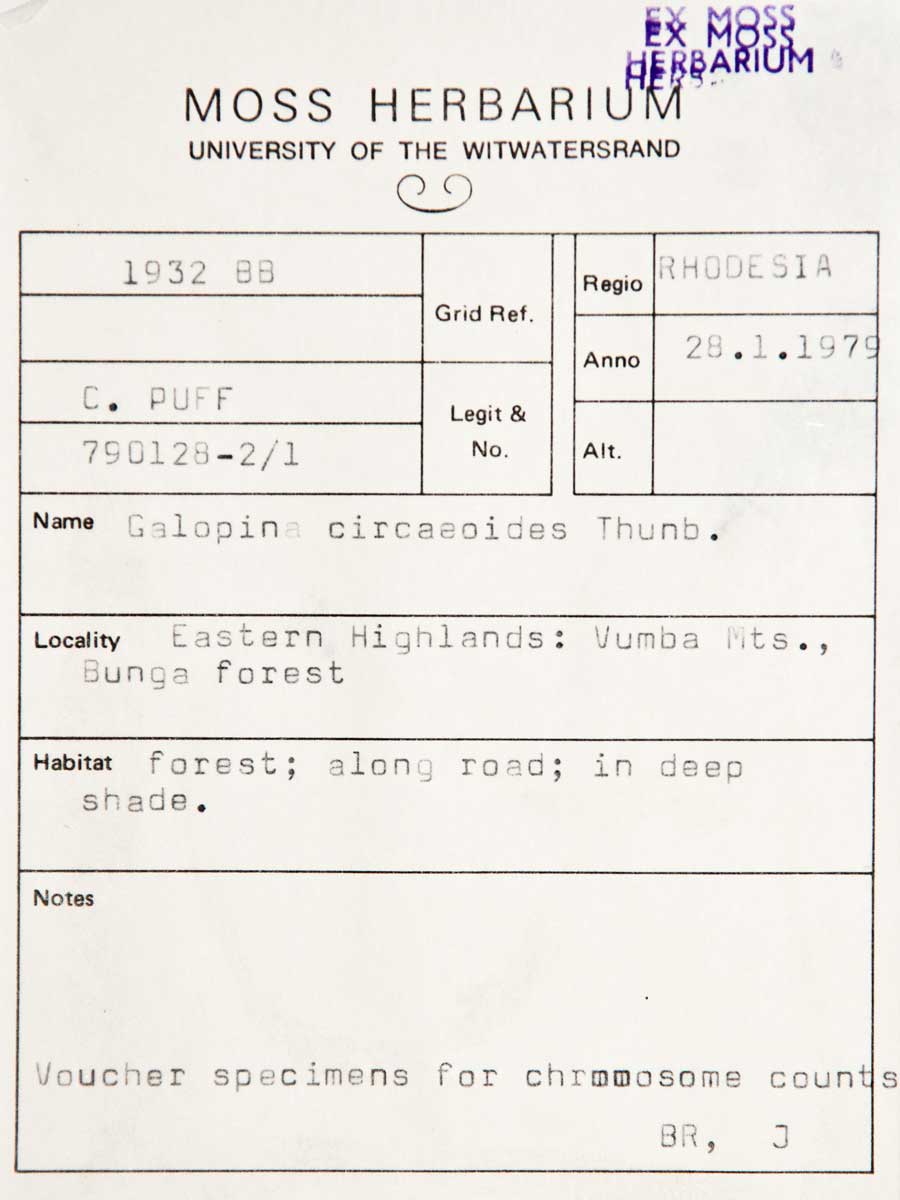 EX MOSS
EX MOSS
HERBARIUM
HERB
MOSS HERBARIUM
UNIVERSITY OF THE WITWATERSRAND
1932 BB
Grid Ref.
Regio RHODESIA
Anno 28.1.1979
C. PUFF
790128-2/1
Legit &
No.
Alt.
Name Galopina circaeoides Thunb.
Locality Eastern Highlands: Vumba Mts.,
Bunga forest
Habitat forest; along road; in deep
shade.
Notes
Voucher specimens for chromosome counts
BR, J